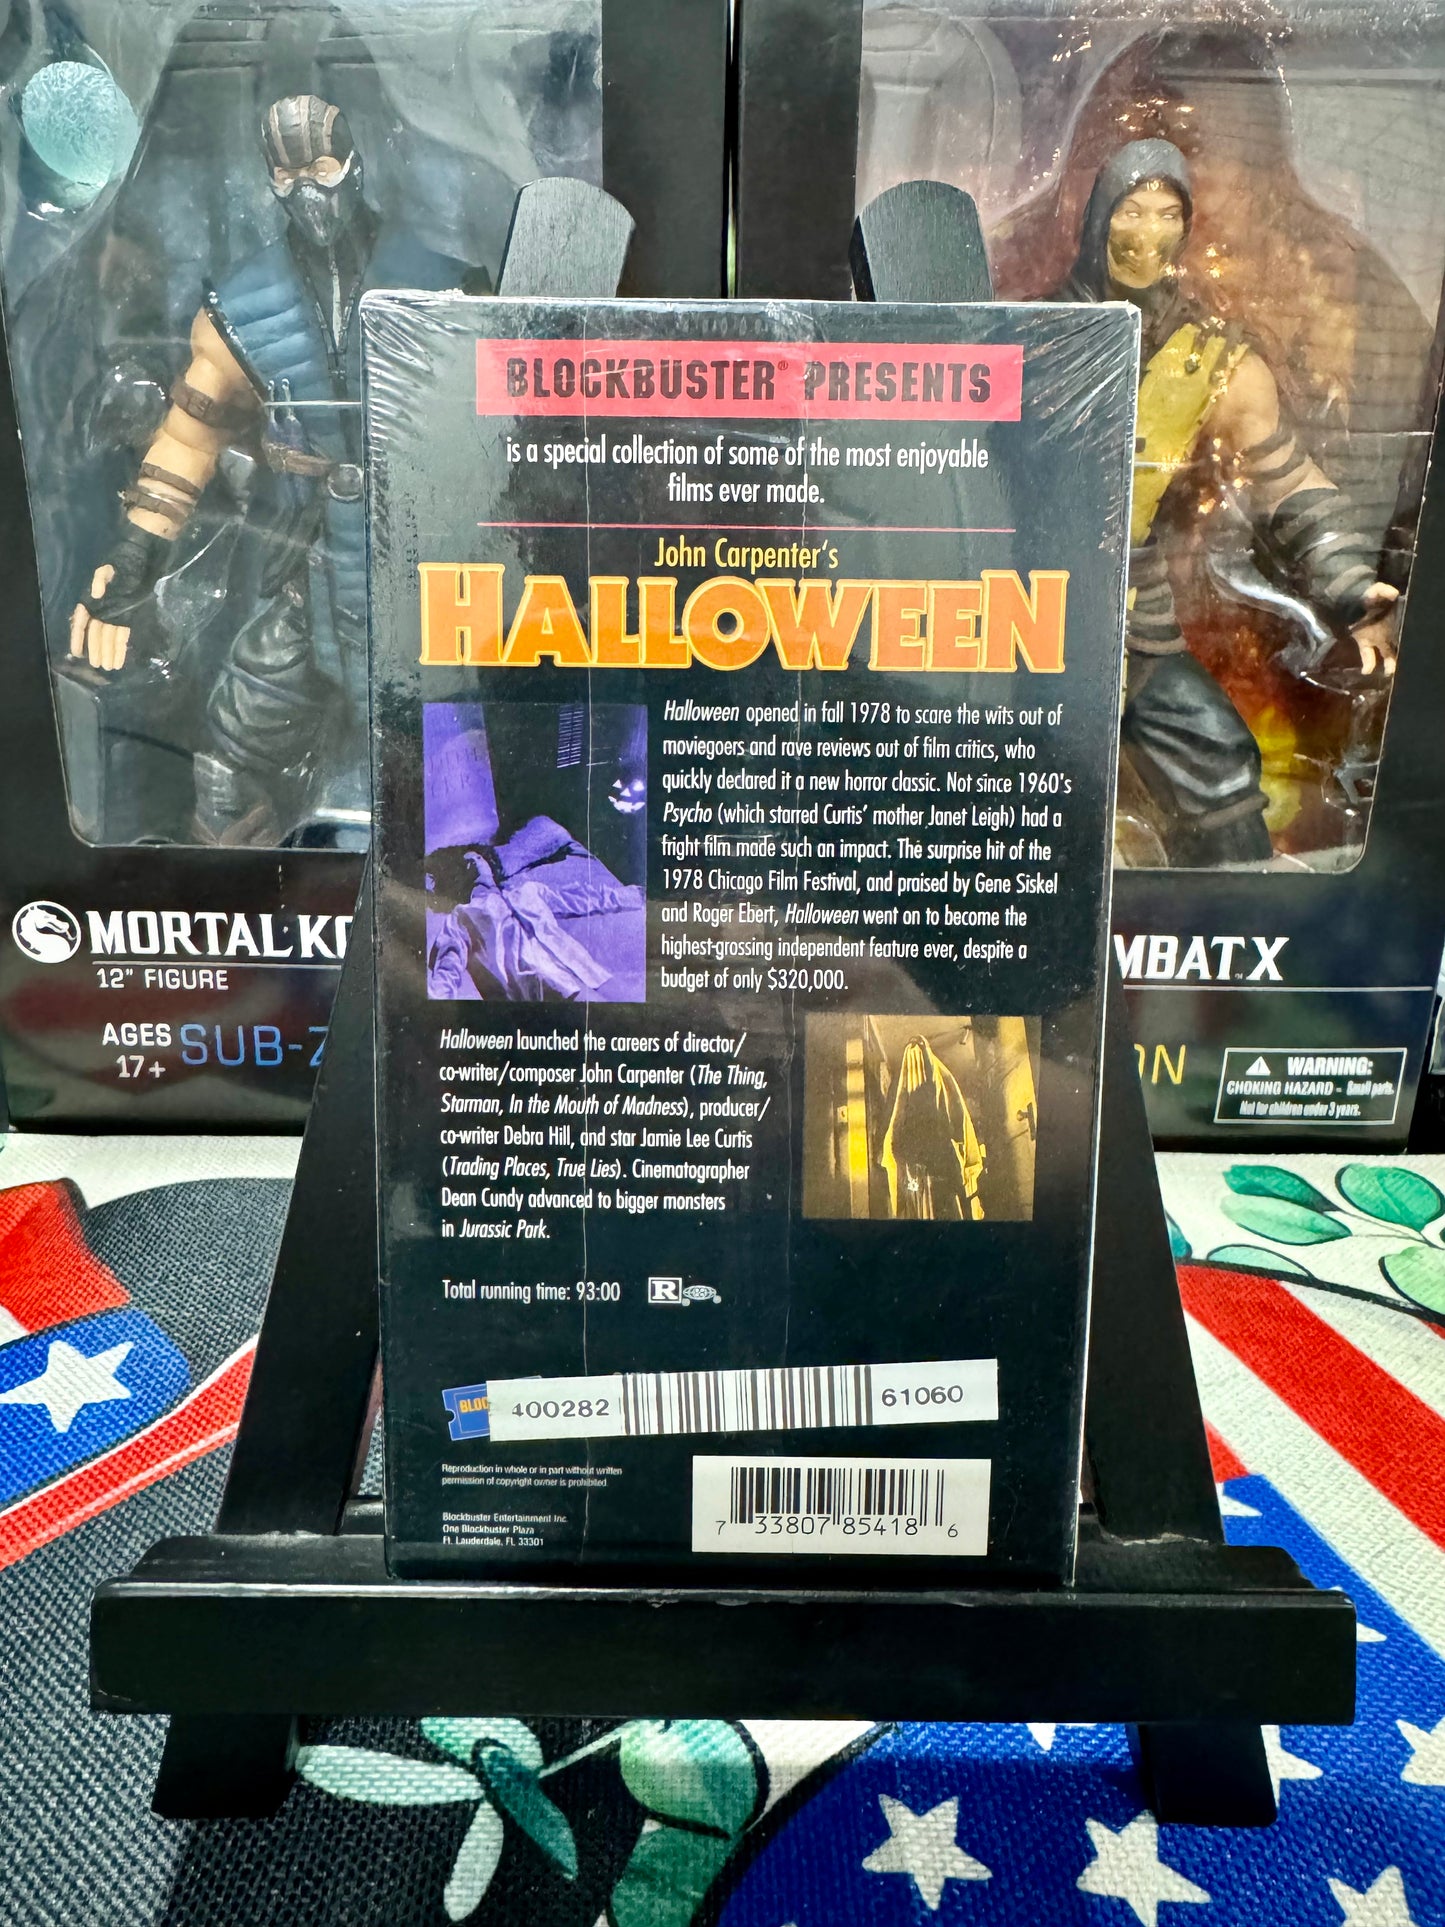 BLOCKBUSTER® PRESENTS
is a special collection of some of the most enjoyable
films ever made.
John Carpenter's
HALLOWEEN
Halloween opened in fall 1978 to scare the wits out of
moviegoers and rave reviews out of film critics, who
quickly declared it a new horror classic. Not since 1960's
Psycho (which starred Curtis' mother Janet Leigh) had a
fright film made such an impact. The surprise hit of the
1978 Chicago Film Festival, and praised by Gene Siskel
and Roger Ebert, Halloween went on to become the
highest-grossing independent feature ever, despite a
budget of only $320,000.
Halloween launched the careers of director/
co-writer/composer John Carpenter (The Thing,
Starman, In the Mouth of Madness), producer/
co-writer Debra Hill, and star Jamie Lee Curtis
(Trading Places, True Lies). Cinematographer
Dean Cundy advanced to bigger monsters
in Jurassic Park.
Total running time: 93:00 R
BLOC
400282 61060
Reproduction in whole or in part without written
permission of copyright owner is prohibited.
Blockbuster Entertainment Inc.
One Blockbuster Plaza
Ft. Lauderdale, FL 33301
7 33807 85418 6
MORTAL KO
12" FIGURE
AGES
17+
SUB-Z
MBAT X
ON
WARNING:
CHOKING HAZARD - Small parts.
Not for children under 3 years.